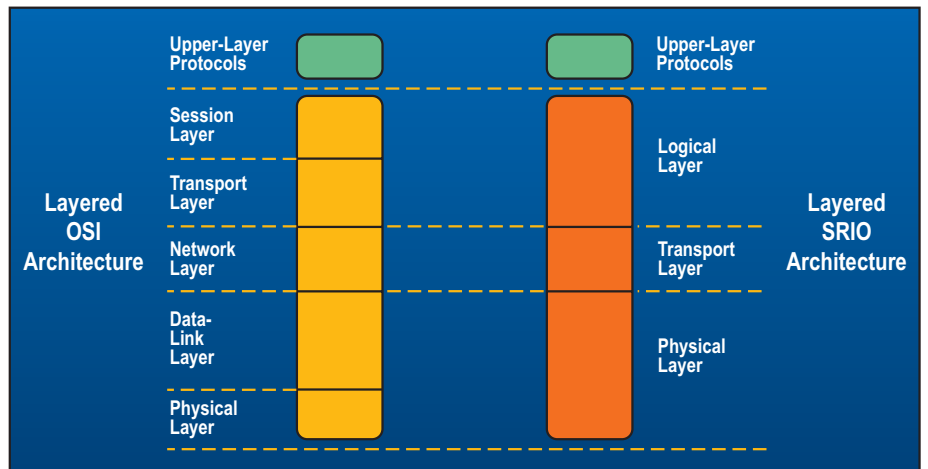 Upper-Layer
Protocols
Upper-Layer
Protocols
Session
Layer
Logical
Layer
Transport
Layer
Layered
OSI
Architecture
Layered
SRIO
Architecture
Network
Layer
Transport
Layer
Data-
Link
Layer
Physical
Layer
Physical
Layer